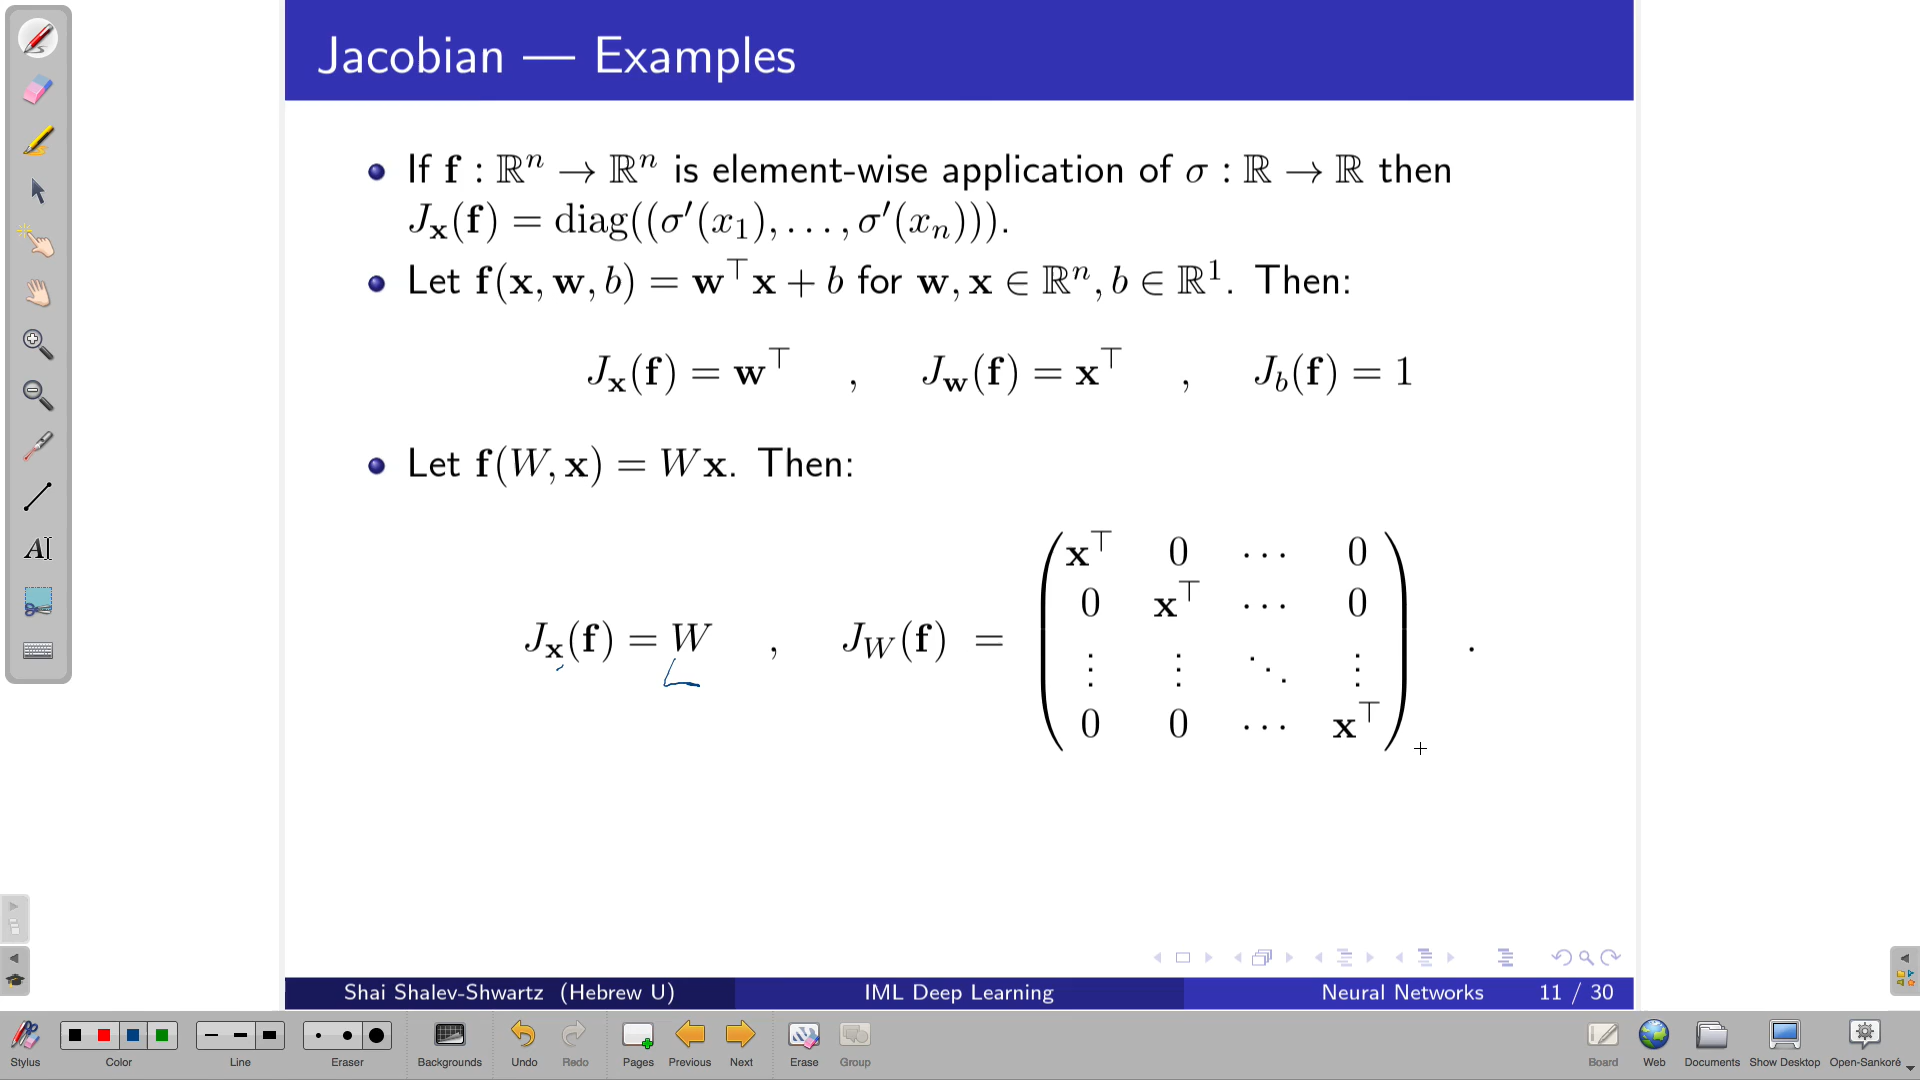 Jacobian — Examples
If f : ℝⁿ → ℝⁿ is element-wise application of σ : ℝ → ℝ then
Jₓ(f) = diag((σ′(x₁), . . . , σ′(xₙ))).
Let f(x, w, b) = w⊤x + b for w, x ∈ ℝⁿ, b ∈ ℝ¹. Then:
Jₓ(f) = w⊤ , J_w(f) = x⊤ , J_b(f) = 1
Let f(W, x) = Wx. Then:
Jₓ(f) = W , J_W(f) =
x⊤ 0 ⋯ 0
0 x⊤ ⋯ 0
⋮ ⋮ ⋱ ⋮
0 0 ⋯ x⊤
.
Shai Shalev-Shwartz (Hebrew U) IML Deep Learning Neural Networks 11 / 30
Stylus Color Line Eraser Backgrounds Undo Redo Pages Previous Next Erase Group Board Web Documents Show Desktop Open-Sankoré